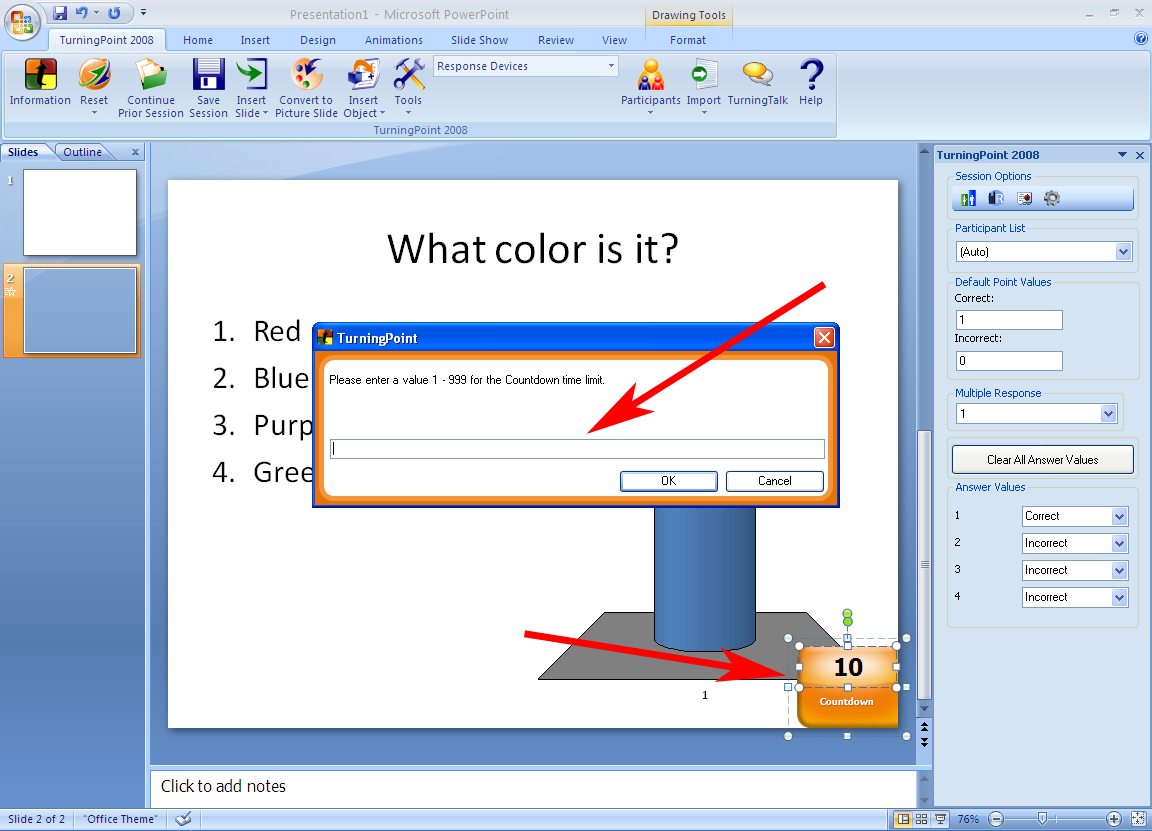 Presentation1 - Microsoft PowerPoint
Drawing Tools
TurningPoint 2008 Home Insert Design Animations Slide Show Review View Format
Response Devices
Information Reset Continue Prior Session Save Session Insert Slide Convert to Picture Slide Insert Object Tools Participants Import TurningTalk Help
TurningPoint 2008
Slides Outline x
1
2
What color is it?
1. Red
2. Blue
3. Purp
4. Gree
TurningPoint
Please enter a value 1 - 999 for the Countdown time limit.
OK Cancel
10
Countdown
1
TurningPoint 2008
Session Options
Participant List
(Auto)
Default Point Values
Correct:
1
Incorrect:
0
Multiple Response
1
Clear All Answer Values
Answer Values
1 Correct
2 Incorrect
3 Incorrect
4 Incorrect
Click to add notes
Slide 2 of 2 "Office Theme" 76%